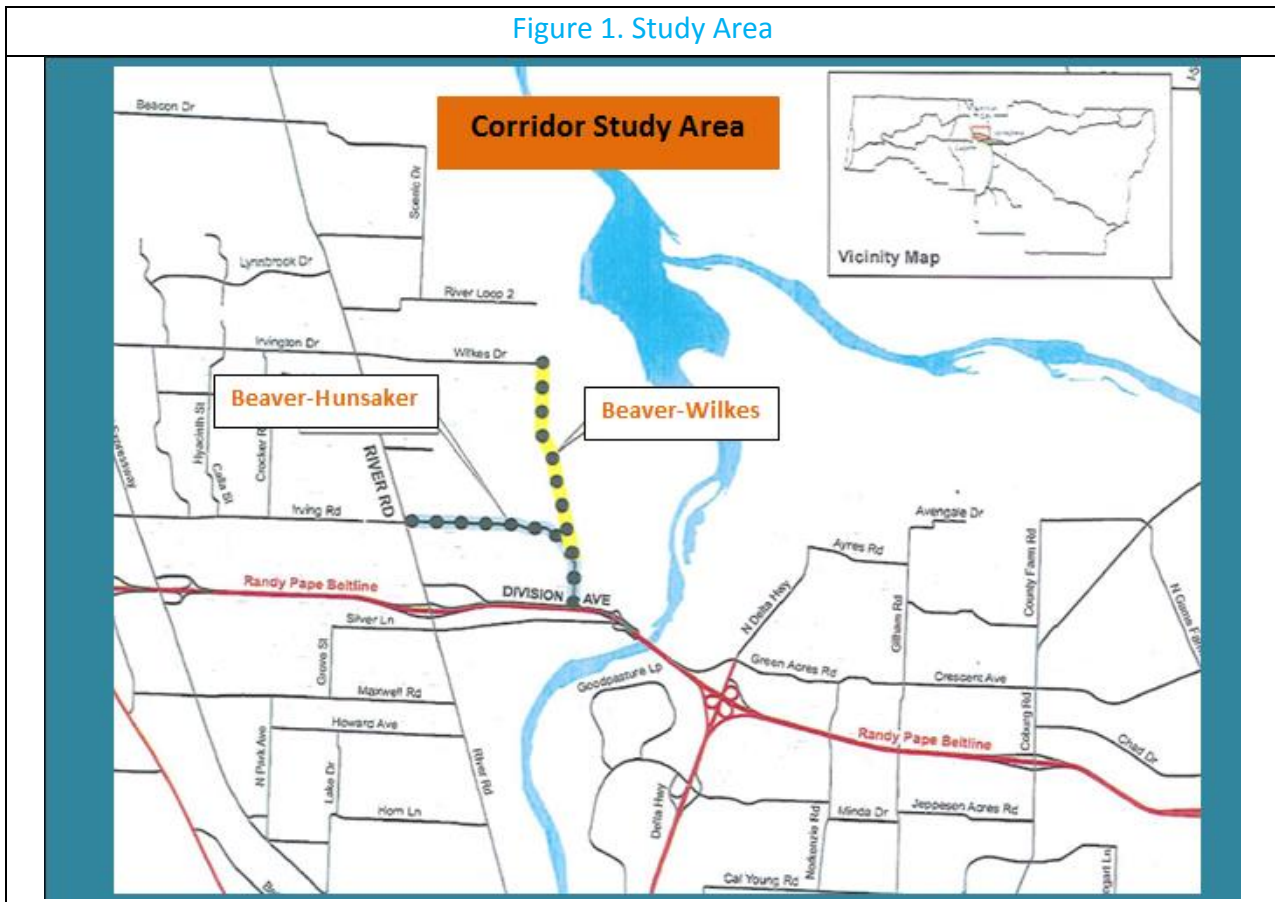 Figure 1. Study Area
Corridor Study Area
Beacon Dr
Scenic Dr
Vicinity Map
Lynnbrook Dr
River Loop 2
Irvington Dr
Wilkes Dr
Beaver-Hunsaker
Beaver-Wilkes
Hyacinth St
Calla St
Crocker R
RIVER RD
Irving Rd
Avengale Dr
Ayres Rd
County Farm Rd
Randy Pape Beltline
DIVISION AVE
N Delta Hwy
Gilham Rd
Silver Ln
Grove St
Goodpasture Lp
Green Acres Rd
Crescent Ave
Maxwell Rd
Howard Ave
N Park Ave
Lake Dr
River Rd
Randy Pape Beltline
Coburg Rd
Chad Dr
Horn Ln
Delta Hwy
Norkenzie Rd
Minda Dr
Jeppesen Acres Rd
Cal Young Rd